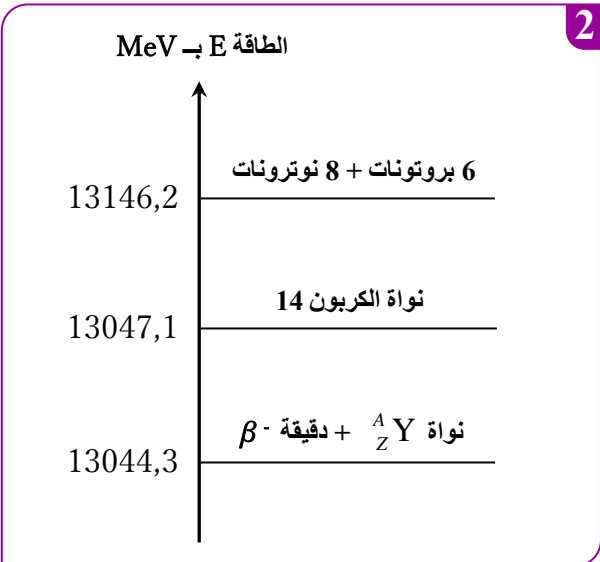 2
الطاقة E بـ MeV
6 بروتونات + 8 نوترونات
13146,2
نواة الكربون 14
13047,1
نواة ᴬ_Z Y + دقيقة β⁻
13044,3